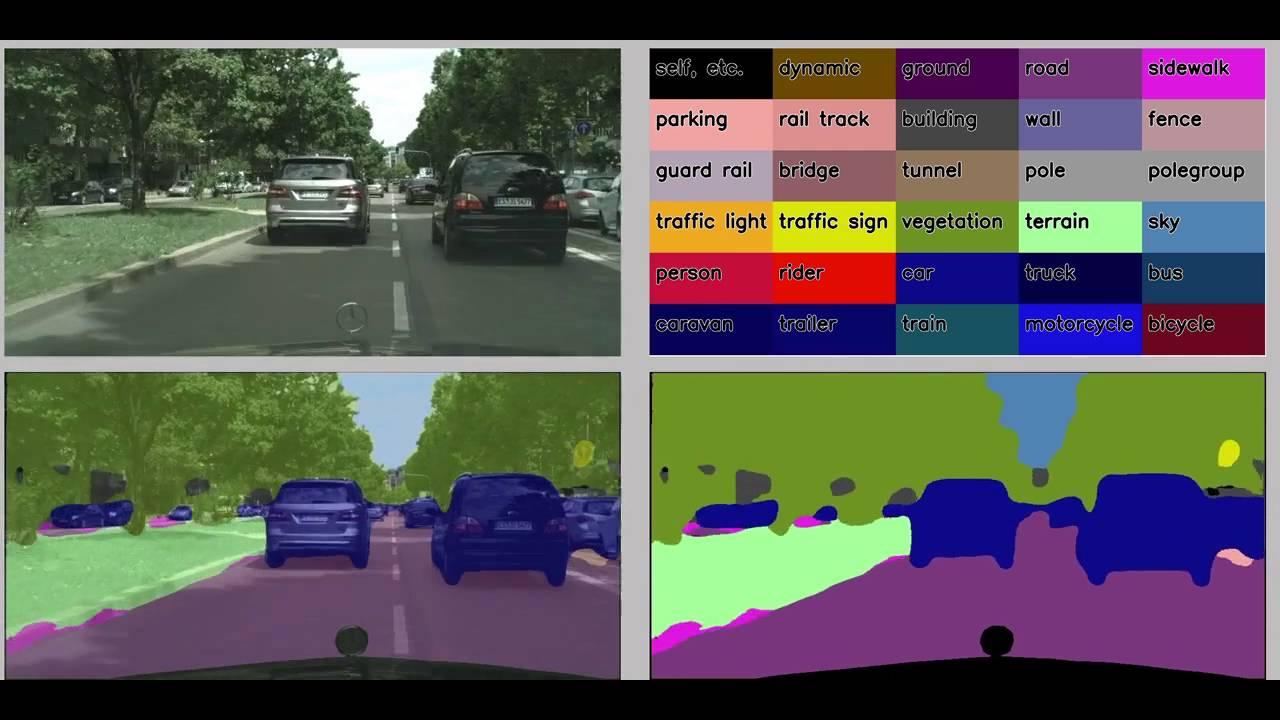 self, etc. dynamic ground road sidewalk
parking rail track building wall fence
guard rail bridge tunnel pole polegroup
traffic light traffic sign vegetation terrain sky
person rider car truck bus
caravan trailer train motorcycle bicycle